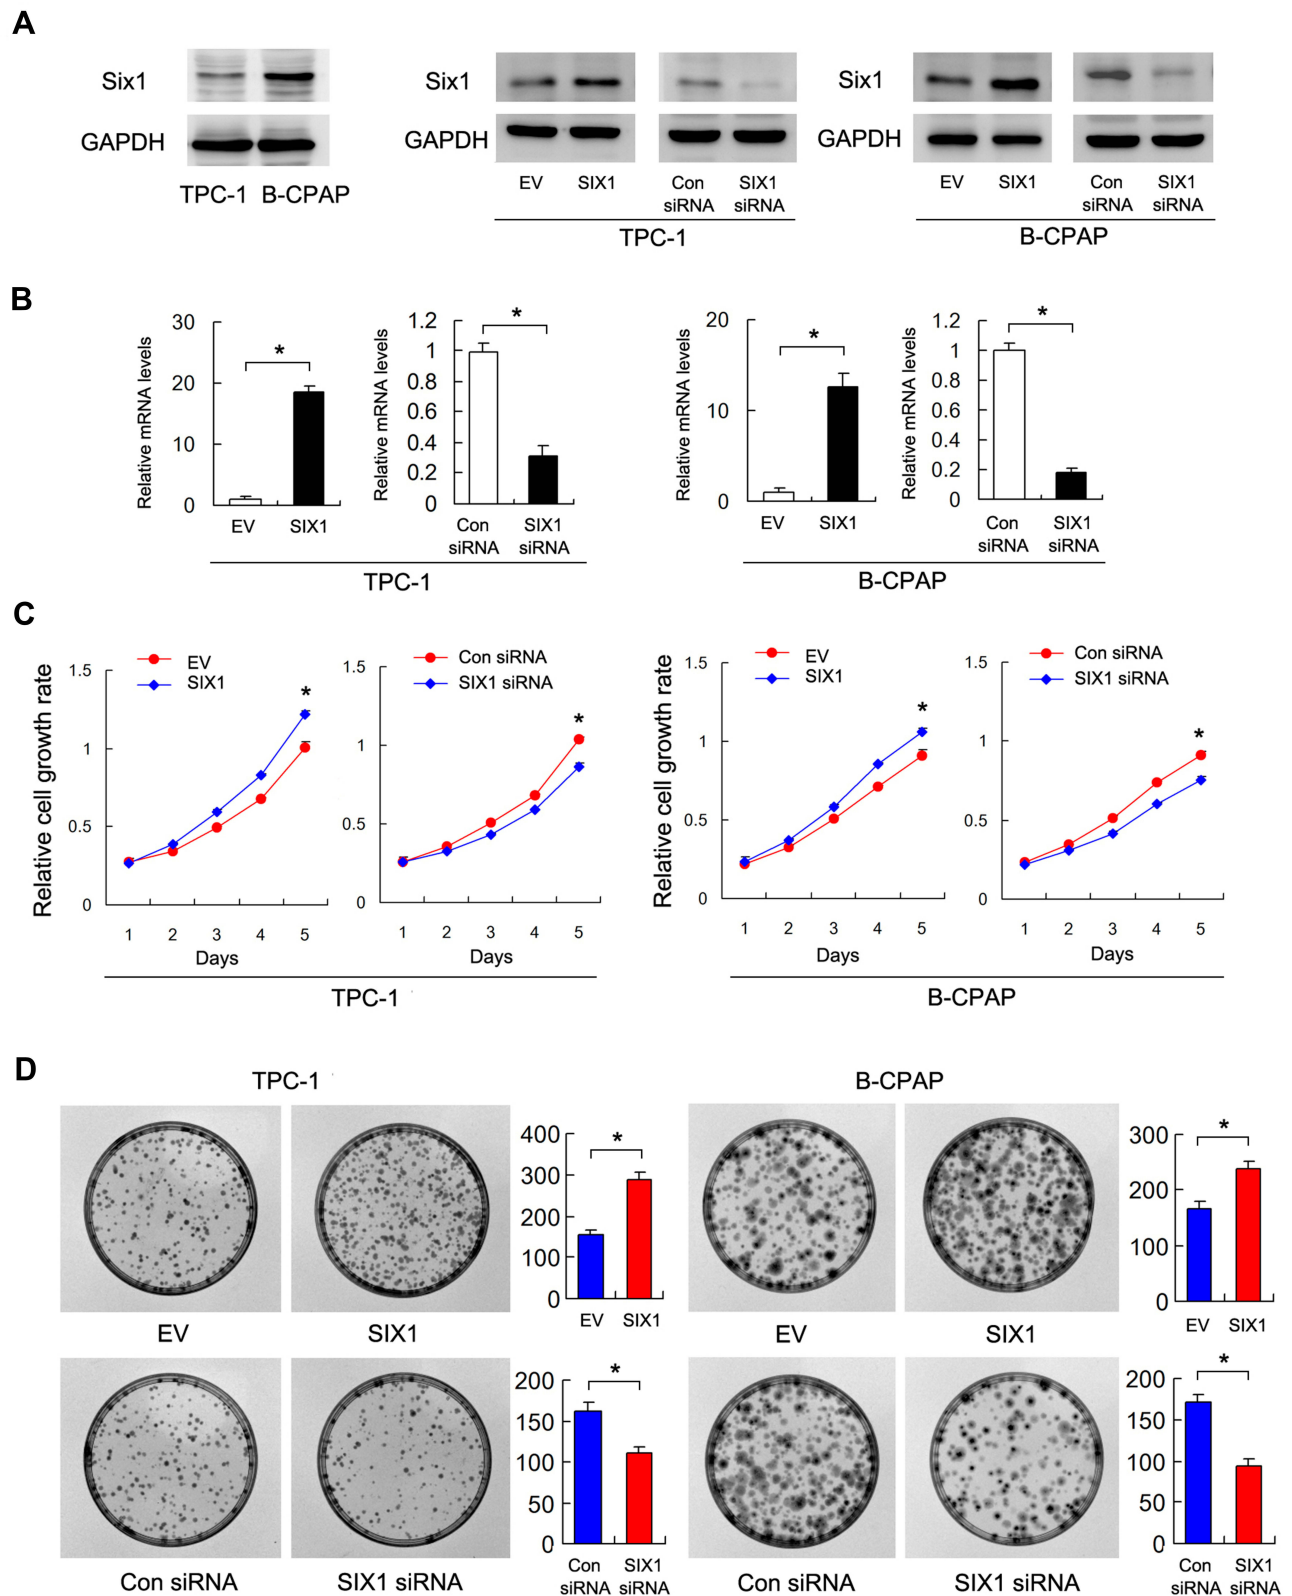 A
Six1
GAPDH
TPC-1 B-CPAP
Six1
GAPDH
EV SIX1 Con siRNA SIX1 siRNA
TPC-1
Six1
GAPDH
EV SIX1 Con siRNA SIX1 siRNA
B-CPAP
B
Relative mRNA levels
30
20
10
0
*
EV SIX1
Relative mRNA levels
1.2
1
0.8
0.6
0.4
0.2
0
*
Con siRNA SIX1 siRNA
TPC-1
Relative mRNA levels
20
10
0
*
EV SIX1
Relative mRNA levels
1.2
1
0.8
0.6
0.4
0.2
0
*
Con siRNA SIX1 siRNA
B-CPAP
C
Relative cell growth rate
1.5
1
0.5
0
EV
SIX1
*
1 2 3 4 5
Days
1.5
1
0.5
0
Con siRNA
SIX1 siRNA
*
1 2 3 4 5
Days
TPC-1
Relative cell growth rate
1.5
1
0.5
0
EV
SIX1
*
1 2 3 4 5
Days
1.5
1
0.5
0
Con siRNA
SIX1 siRNA
*
1 2 3 4 5
Days
B-CPAP
D
TPC-1
EV
SIX1
400
300
200
100
0
*
EV SIX1
B-CPAP
EV
SIX1
300
200
100
0
*
EV SIX1
Con siRNA
SIX1 siRNA
200
150
100
50
0
*
Con siRNA SIX1 siRNA
Con siRNA
SIX1 siRNA
200
150
100
50
0
*
Con siRNA SIX1 siRNA